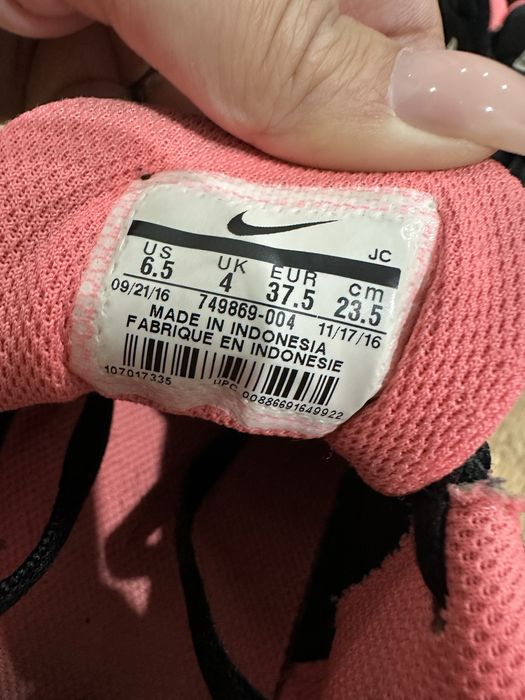 JC
US UK EUR cm
6.5 4 37.5 23.5
09/21/16 749869-004 11/17/16
MADE IN INDONESIA
FABRIQUE EN INDONESIE
107017335 UPC 00886691649922